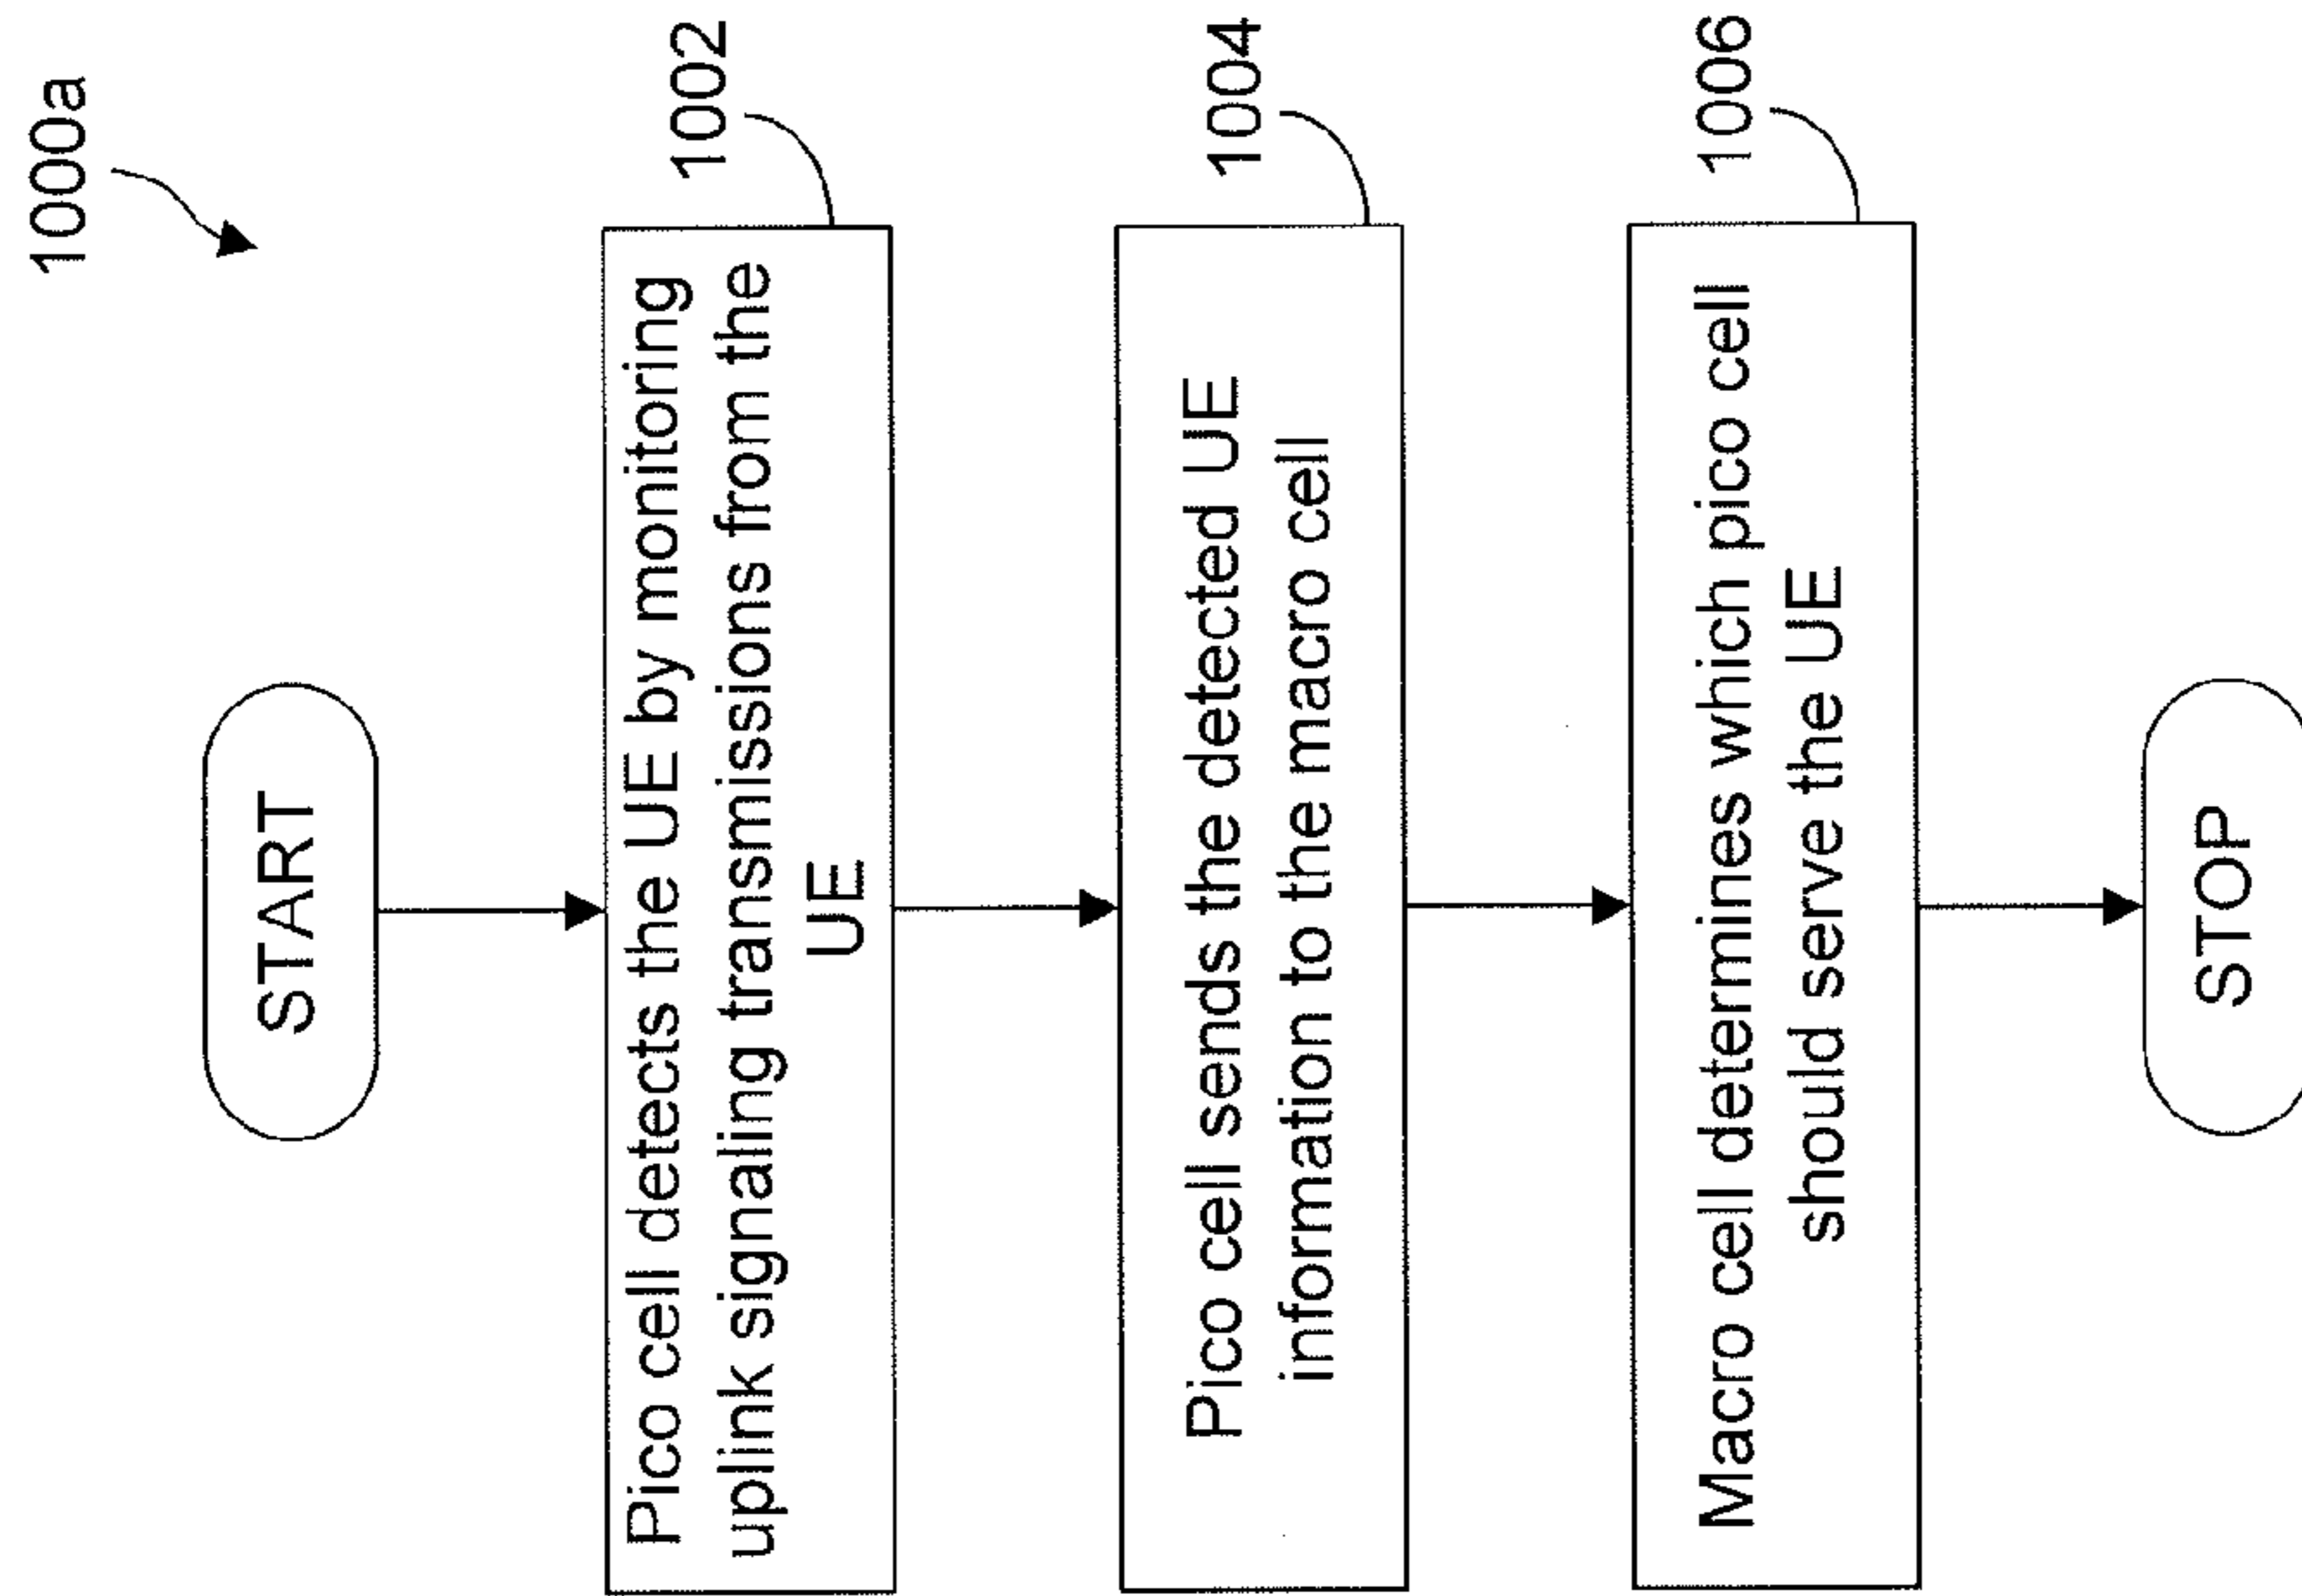 1000a
START
Pico cell detects the UE by monitoring
uplink signaling transmissions from the
UE
1002
Pico cell sends the detected UE
information to the macro cell
1004
Macro cell determines which pico cell
should serve the UE
1006
STOP